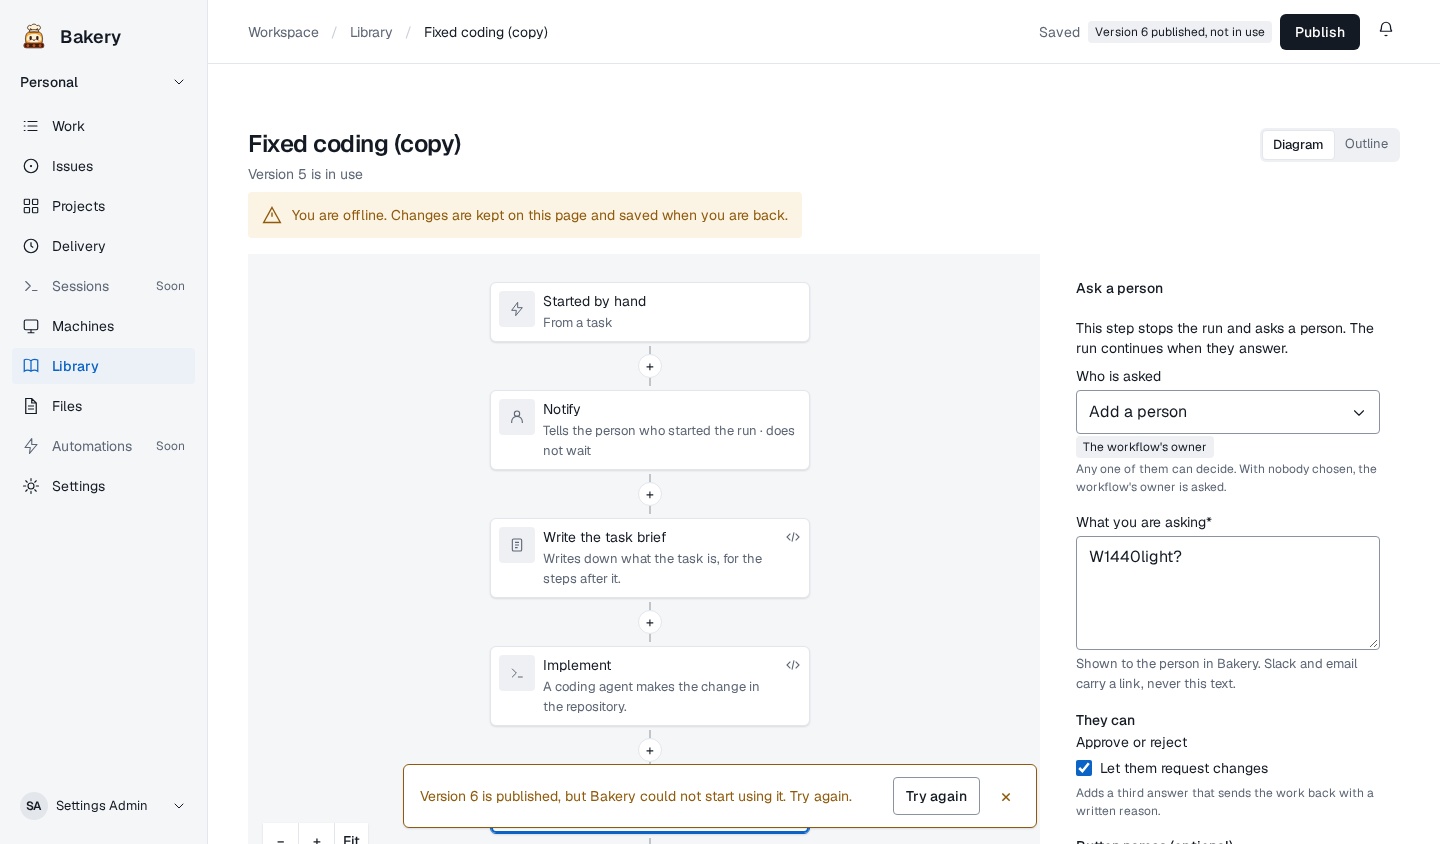 Bakery
Personal
Work
Issues
Projects
Delivery
Sessions Soon
Machines
Library
Files
Automations Soon
Settings
SA Settings Admin
Workspace / Library / Fixed coding (copy)
Saved Version 6 published, not in use Publish
Fixed coding (copy)
Version 5 is in use
Diagram Outline
You are offline. Changes are kept on this page and saved when you are back.
Started by hand
From a task
+
Notify
Tells the person who started the run · does
not wait
+
Write the task brief
Writes down what the task is, for the
steps after it.
+
Implement
A coding agent makes the change in
the repository.
+
Version 6 is published, but Bakery could not start using it. Try again. Try again ×
− + Fit
Ask a person
This step stops the run and asks a person. The
run continues when they answer.
Who is asked
Add a person
The workflow's owner
Any one of them can decide. With nobody chosen, the
workflow's owner is asked.
What you are asking*
W1440light?
Shown to the person in Bakery. Slack and email
carry a link, never this text.
They can
Approve or reject
Let them request changes
Adds a third answer that sends the work back with a
written reason.